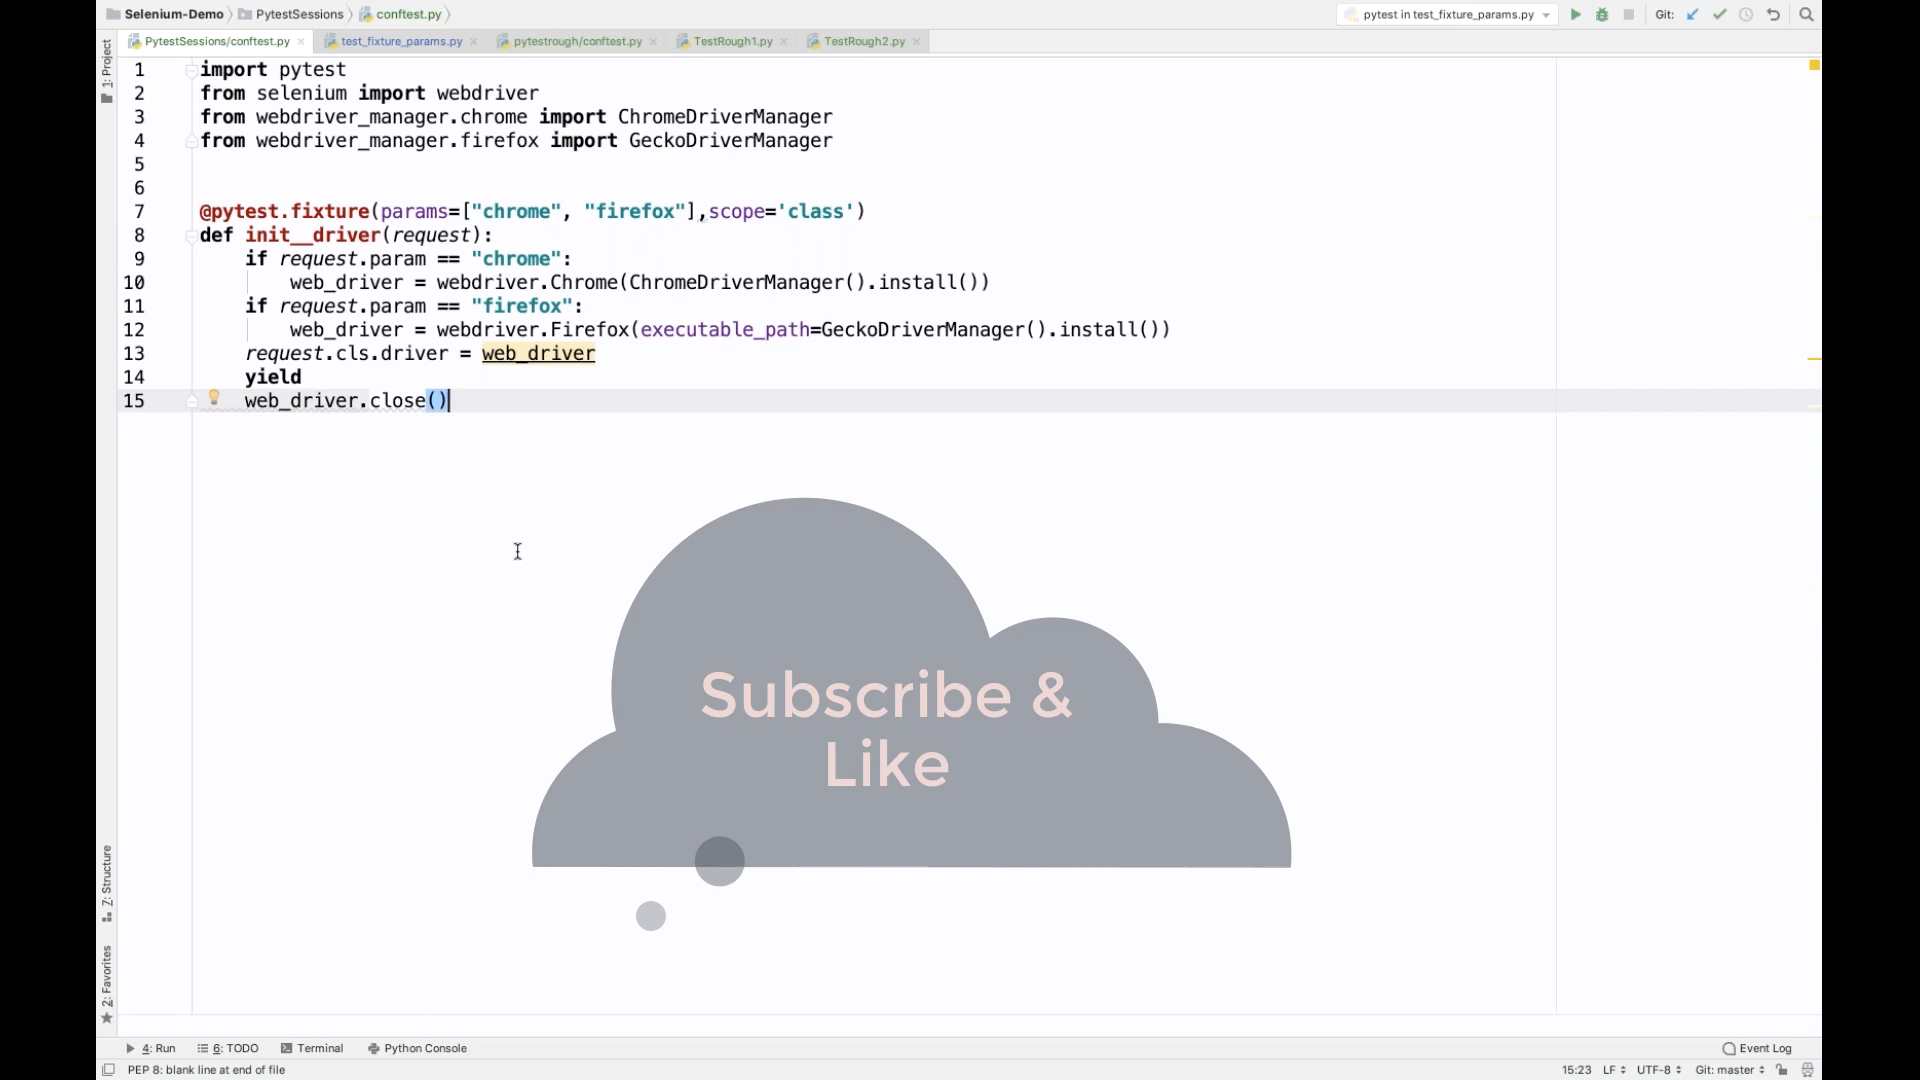 Selenium-Demo PytestSessions conftest.py pytest in test_fixture_params.py Git:
PytestSessions/conftest.py test_fixture_params.py pytestrough/conftest.py TestRough1.py TestRough2.py
1: Project
1 import pytest
2 from selenium import webdriver
3 from webdriver_manager.chrome import ChromeDriverManager
4 from webdriver_manager.firefox import GeckoDriverManager
5
6
7 @pytest.fixture(params=["chrome", "firefox"],scope='class')
8 def init__driver(request):
9 if request.param == "chrome":
10 web_driver = webdriver.Chrome(ChromeDriverManager().install())
11 if request.param == "firefox":
12 web_driver = webdriver.Firefox(executable_path=GeckoDriverManager().install())
13 request.cls.driver = web_driver
14 yield
15 web_driver.close()
Subscribe &
Like
Z: Structure
2: Favorites
4: Run 6: TODO Terminal Python Console Event Log
PEP 8: blank line at end of file 15:23 LF UTF-8 Git: master